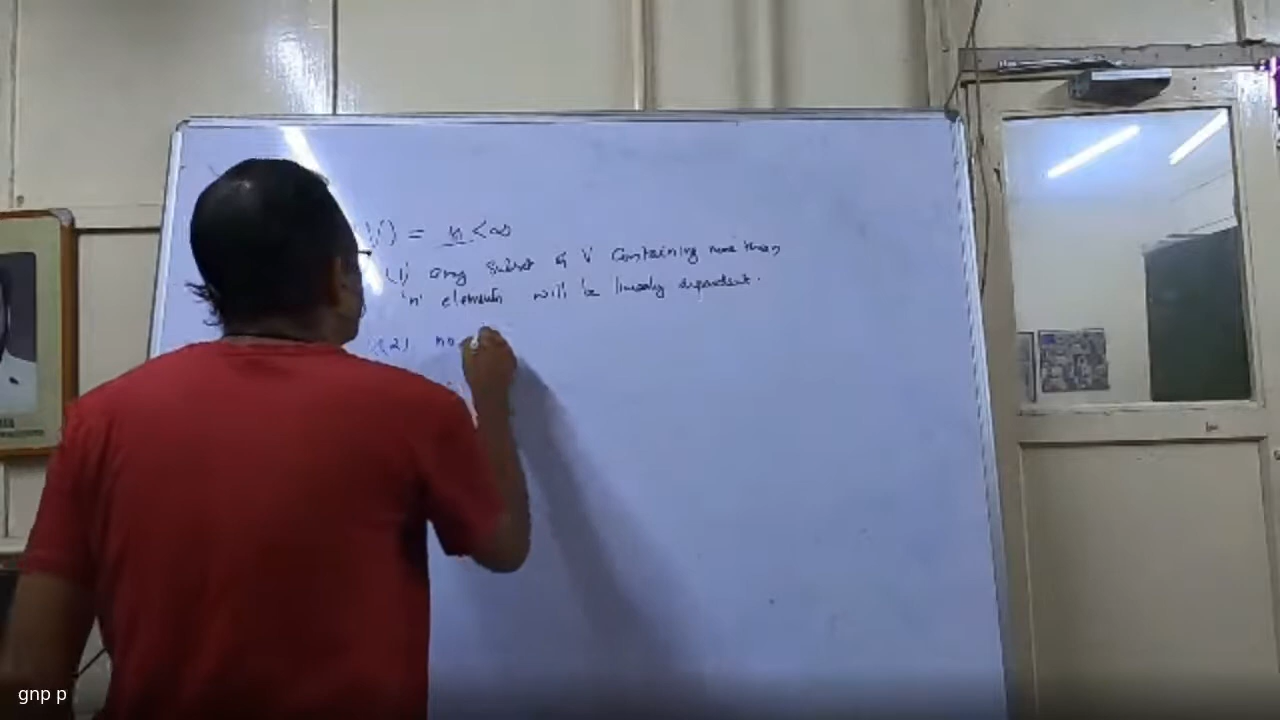 V) = n < ∞
(1) any subset of V containing more than
'n' elements will be linearly dependent.
(2) no
gnp p